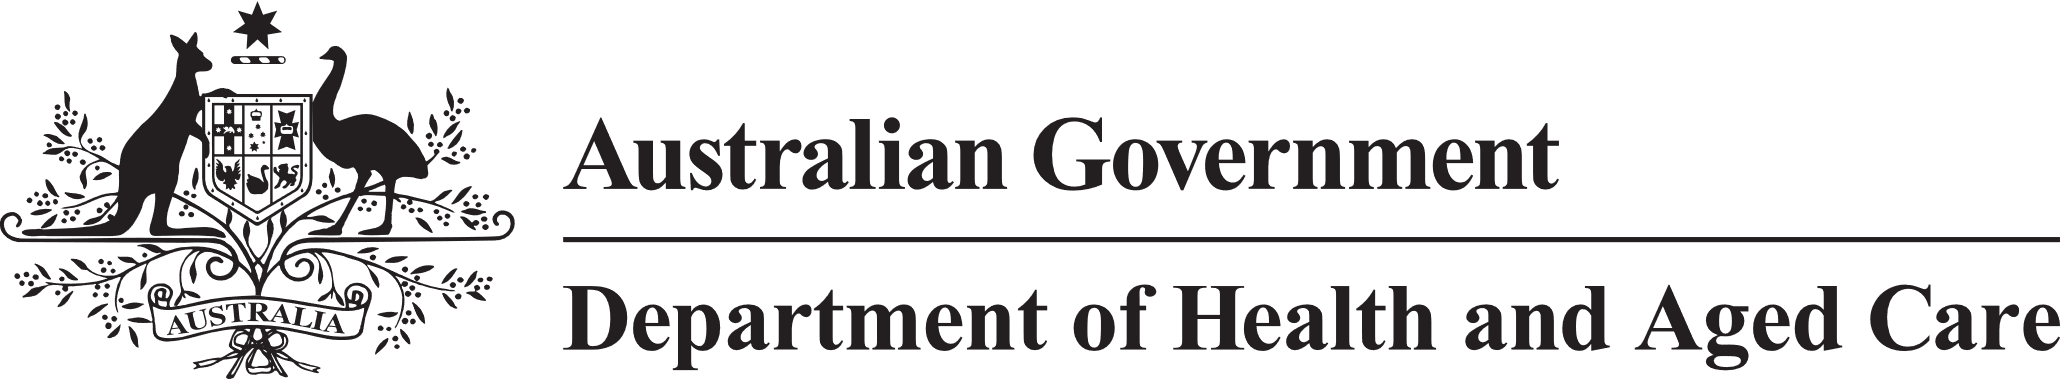 AUSTRALIA
Australian Government
Department of Health and Aged Care